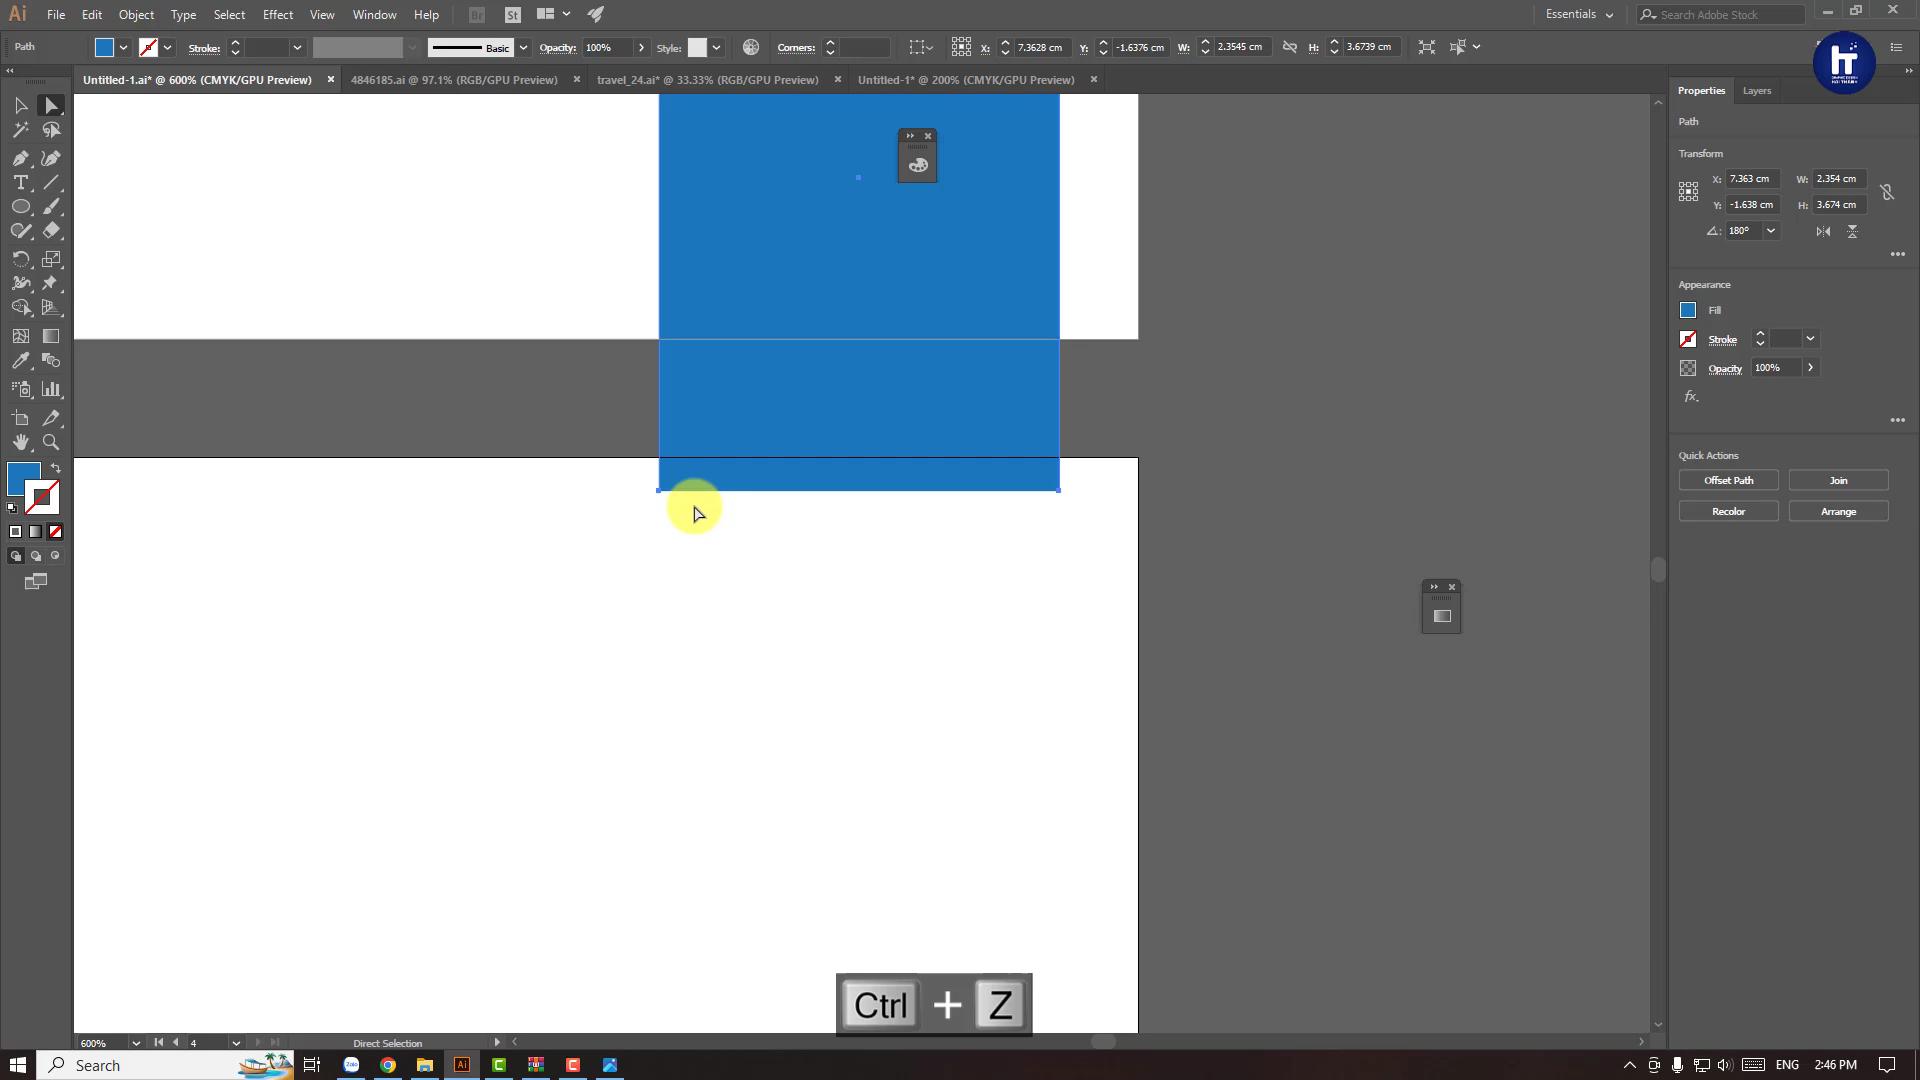 Ai File Edit Object Type Select Effect View Window Help Br St Essentials Search Adobe Stock
Path Stroke: Basic Opacity: 100% Style: Corners: X: 7.3628 cm Y: -1.6376 cm W: 2.3545 cm H: 3.6739 cm
Untitled-1.ai* @ 600% (CMYK/GPU Preview) 4846185.ai @ 97.1% (RGB/GPU Preview) travel_24.ai* @ 33.33% (RGB/GPU Preview) Untitled-1* @ 200% (CMYK/GPU Preview)
Properties Layers
Path
Transform
X: 7.363 cm W: 2.354 cm
Y: -1.638 cm H: 3.674 cm
180°
Appearance
Fill
Stroke
Opacity 100%
fx.
Quick Actions
Offset Path Join
Recolor Arrange
Ctrl + Z
600% 4 Direct Selection
Search Zalo Ai C C ENG 2:46 PM